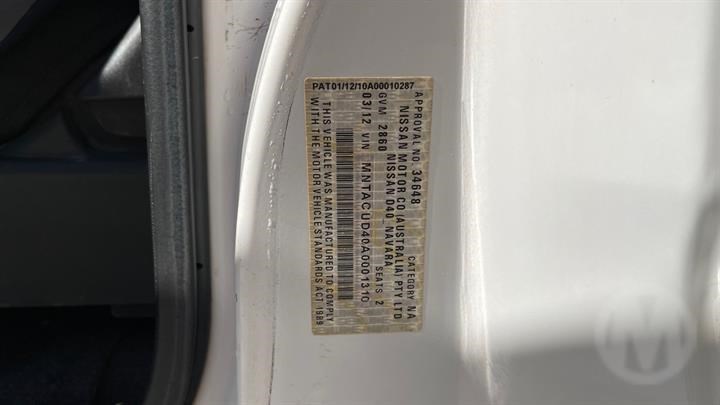 PAT01/12/10A00010287
APPROVAL NO. 34648 CATEGORY NA
NISSAN MOTOR CO (AUSTRALIA) PTY LTD
NISSAN D40 NAVARA
GVM 2860 SEATS 2
03/12 VIN MNTACUD40A0001310
THIS VEHICLE WAS MANUFACTURED TO COMPLY
WITH THE MOTOR VEHICLE STANDARDS ACT 1989
M